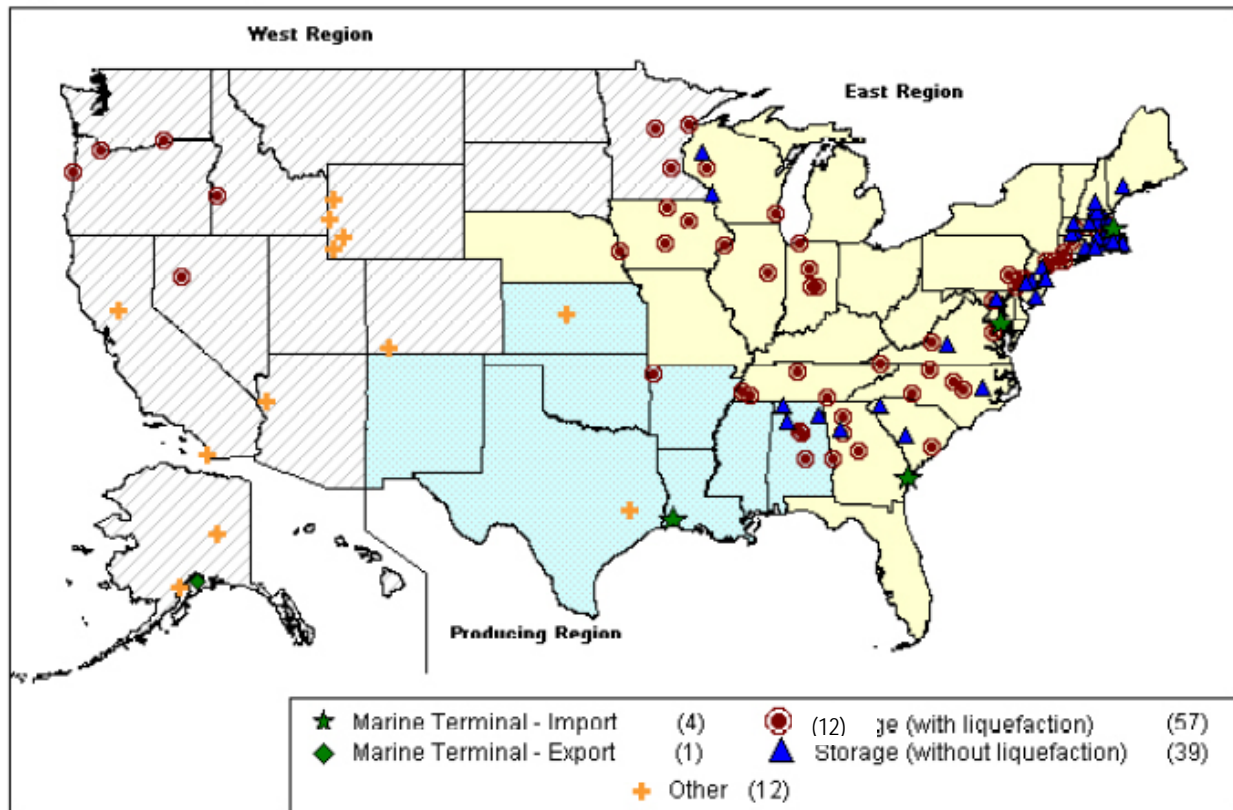 West Region
East Region
Producing Region
Marine Terminal - Import (4)
(12) ge (with liquefaction) (57)
Marine Terminal - Export (1)
Storage (without liquefaction) (39)
Other (12)